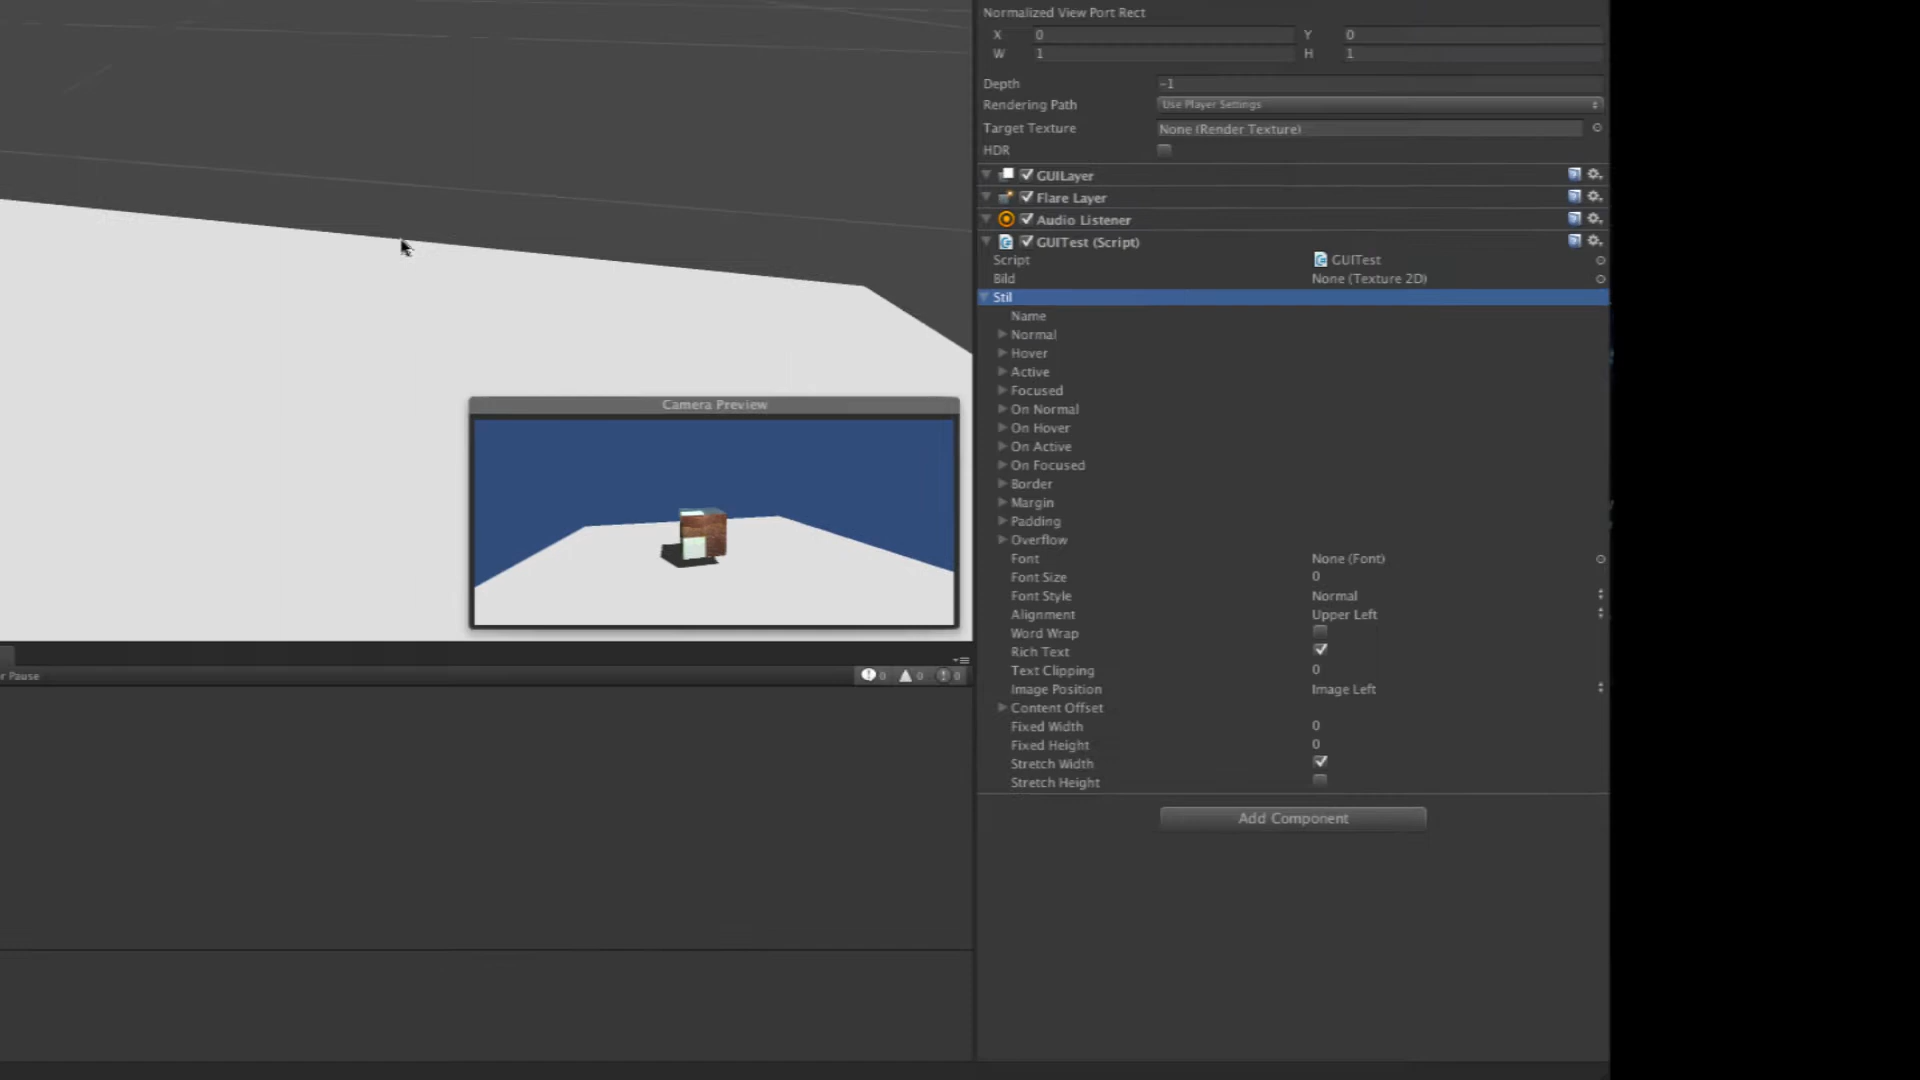 Normalized View Port Rect
X 0 Y 0
W 1 H 1
Depth -1
Rendering Path Use Player Settings
Target Texture None (Render Texture)
HDR
GUILayer
Flare Layer
Audio Listener
GUITest (Script)
Script GUITest
Bild None (Texture 2D)
Stil
Name
Normal
Hover
Active
Focused
On Normal
On Hover
On Active
On Focused
Border
Margin
Padding
Overflow
Font None (Font)
Font Size 0
Font Style Normal
Alignment Upper Left
Word Wrap
Rich Text
Text Clipping 0
Image Position Image Left
Content Offset
Fixed Width 0
Fixed Height 0
Stretch Width
Stretch Height
Add Component
Camera Preview
r Pause 0 0 0